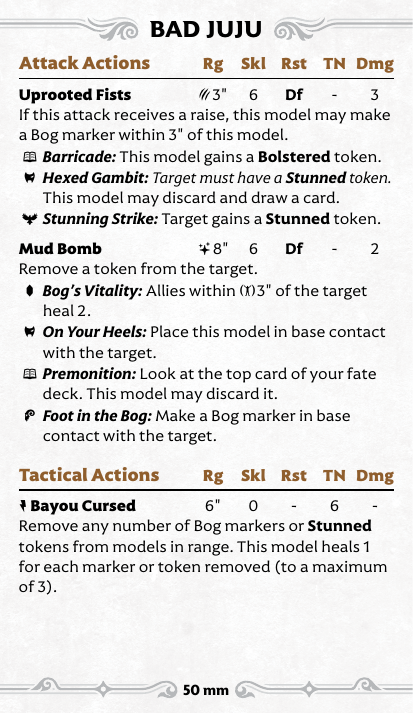 BAD JUJU
Attack Actions Rg Skl Rst TN Dmg
Uprooted Fists 3" 6 Df - 3
If this attack receives a raise, this model may make
a Bog marker within 3" of this model.
Barricade: This model gains a Bolstered token.
Hexed Gambit: Target must have a Stunned token.
This model may discard and draw a card.
Stunning Strike: Target gains a Stunned token.
Mud Bomb 8" 6 Df - 2
Remove a token from the target.
Bog's Vitality: Allies within 3" of the target
heal 2.
On Your Heels: Place this model in base contact
with the target.
Premonition: Look at the top card of your fate
deck. This model may discard it.
Foot in the Bog: Make a Bog marker in base
contact with the target.
Tactical Actions Rg Skl Rst TN Dmg
Bayou Cursed 6" 0 - 6 -
Remove any number of Bog markers or Stunned
tokens from models in range. This model heals 1
for each marker or token removed (to a maximum
of 3).
50 mm